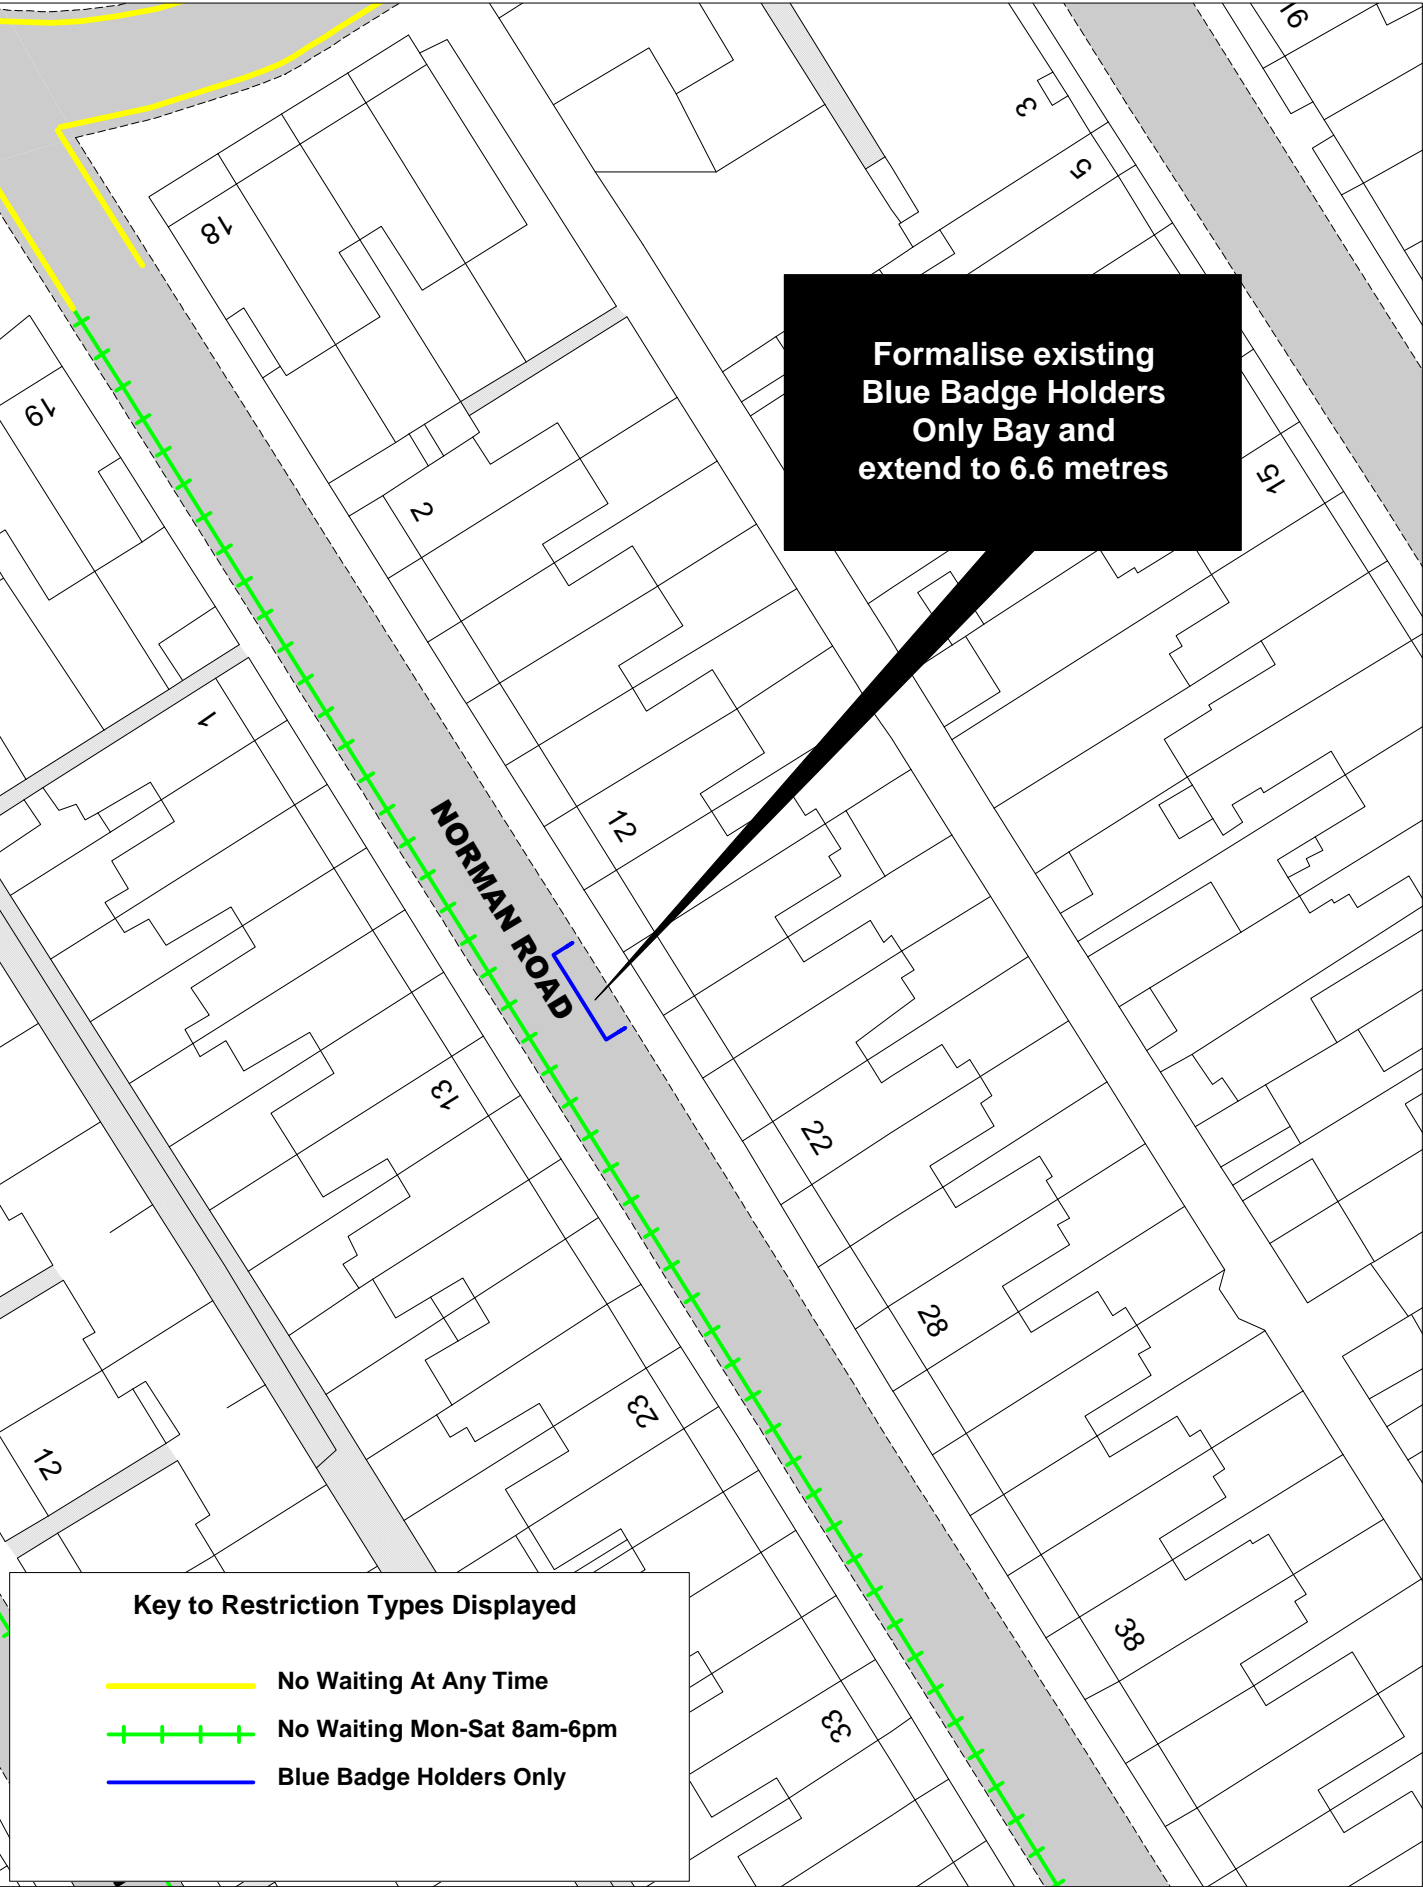 16
3
5
18
Formalise existing
Blue Badge Holders
Only Bay and
extend to 6.6 metres
19
15
2
1
12
NORMAN ROAD
13
22
28
23
12
38
33
Key to Restriction Types Displayed
No Waiting At Any Time
No Waiting Mon-Sat 8am-6pm
Blue Badge Holders Only